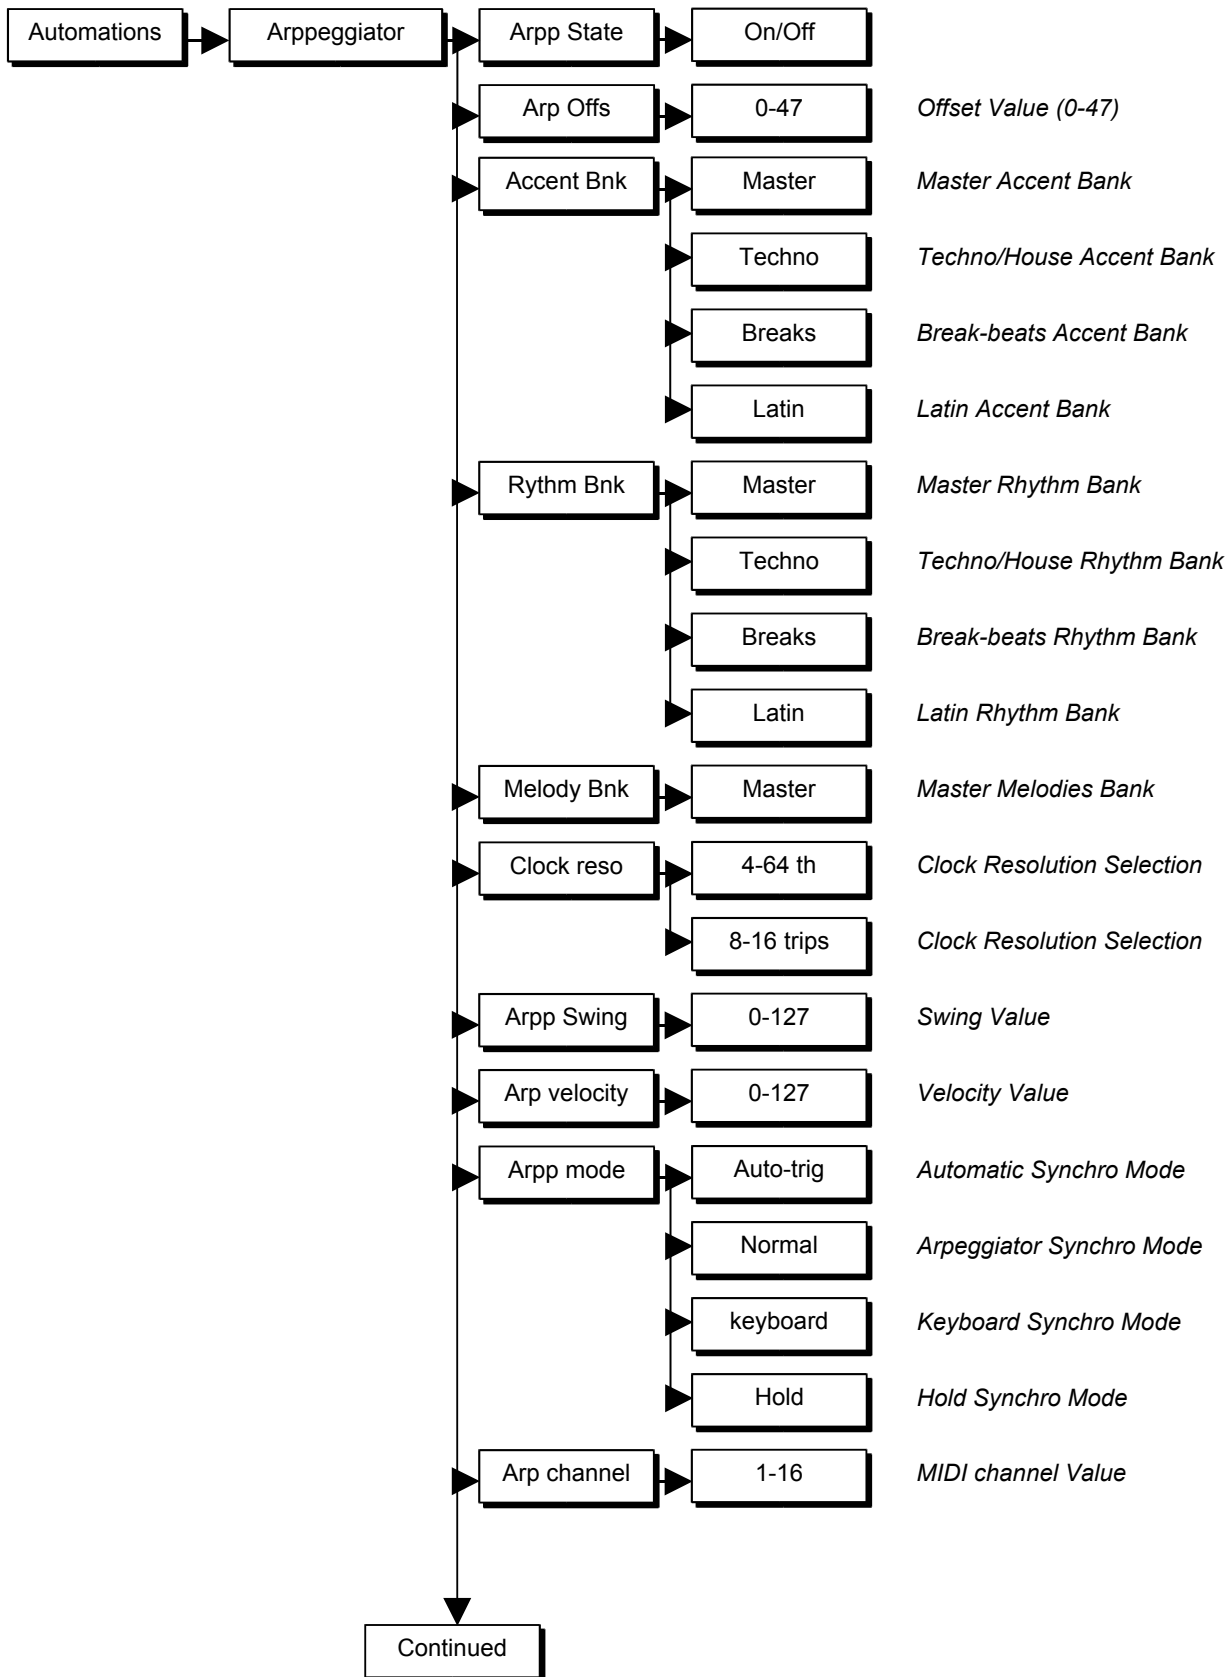 Automations Arppeggiator Arpp State On/Off
Arp Offs 0-47 Offset Value (0-47)
Accent Bnk Master Master Accent Bank
Techno Techno/House Accent Bank
Breaks Break-beats Accent Bank
Latin Latin Accent Bank
Rythm Bnk Master Master Rhythm Bank
Techno Techno/House Rhythm Bank
Breaks Break-beats Rhythm Bank
Latin Latin Rhythm Bank
Melody Bnk Master Master Melodies Bank
Clock reso 4-64 th Clock Resolution Selection
8-16 trips Clock Resolution Selection
Arpp Swing 0-127 Swing Value
Arp velocity 0-127 Velocity Value
Arpp mode Auto-trig Automatic Synchro Mode
Normal Arpeggiator Synchro Mode
keyboard Keyboard Synchro Mode
Hold Hold Synchro Mode
Arp channel 1-16 MIDI channel Value
Continued